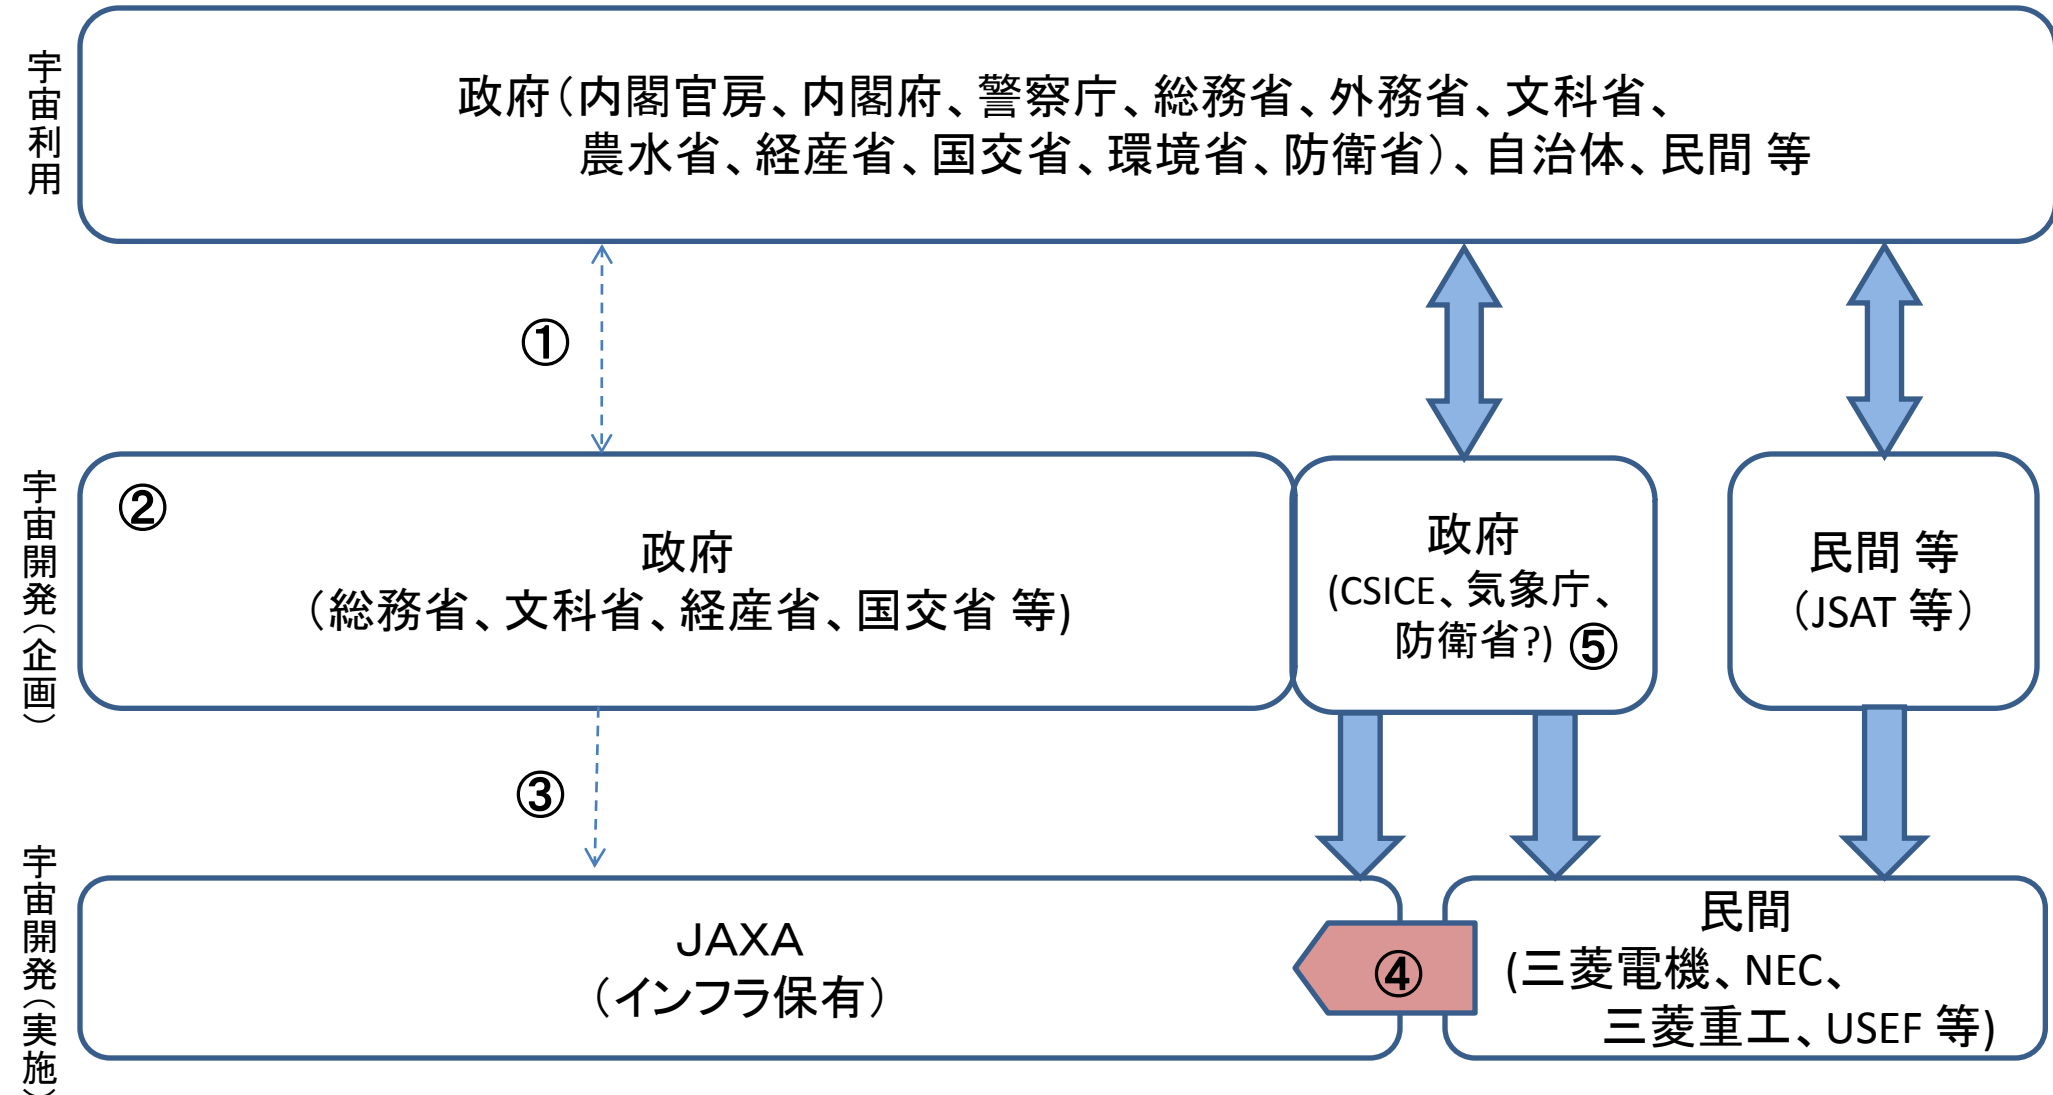 宇宙利用
政府（内閣官房、内閣府、警察庁、総務省、外務省、文科省、
農水省、経産省、国交省、環境省、防衛省）、自治体、民間 等
①
宇宙開発（企画）
②
政府
（総務省、文科省、経産省、国交省 等)
政府
(CSICE、気象庁、
防衛省?) ⑤
民間 等
（JSAT 等）
③
宇宙開発（実施）
ＪＡＸＡ
（インフラ保有）
④
民間
(三菱電機、NEC、
三菱重工、USEF 等)